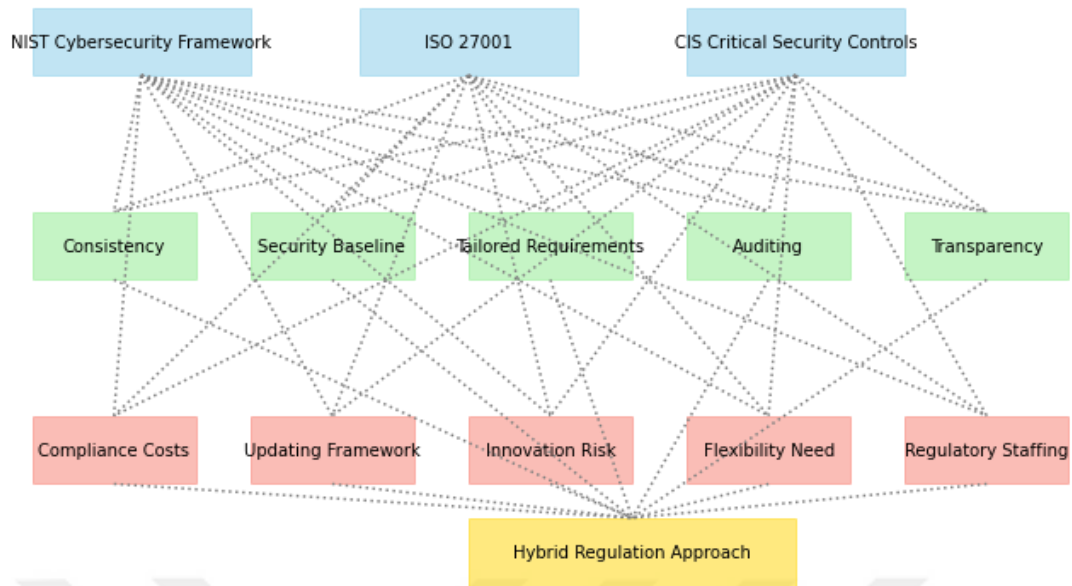 NIST Cybersecurity Framework
ISO 27001
CIS Critical Security Controls
Consistency
Security Baseline
Tailored Requirements
Auditing
Transparency
Compliance Costs
Updating Framework
Innovation Risk
Flexibility Need
Regulatory Staffing
Hybrid Regulation Approach